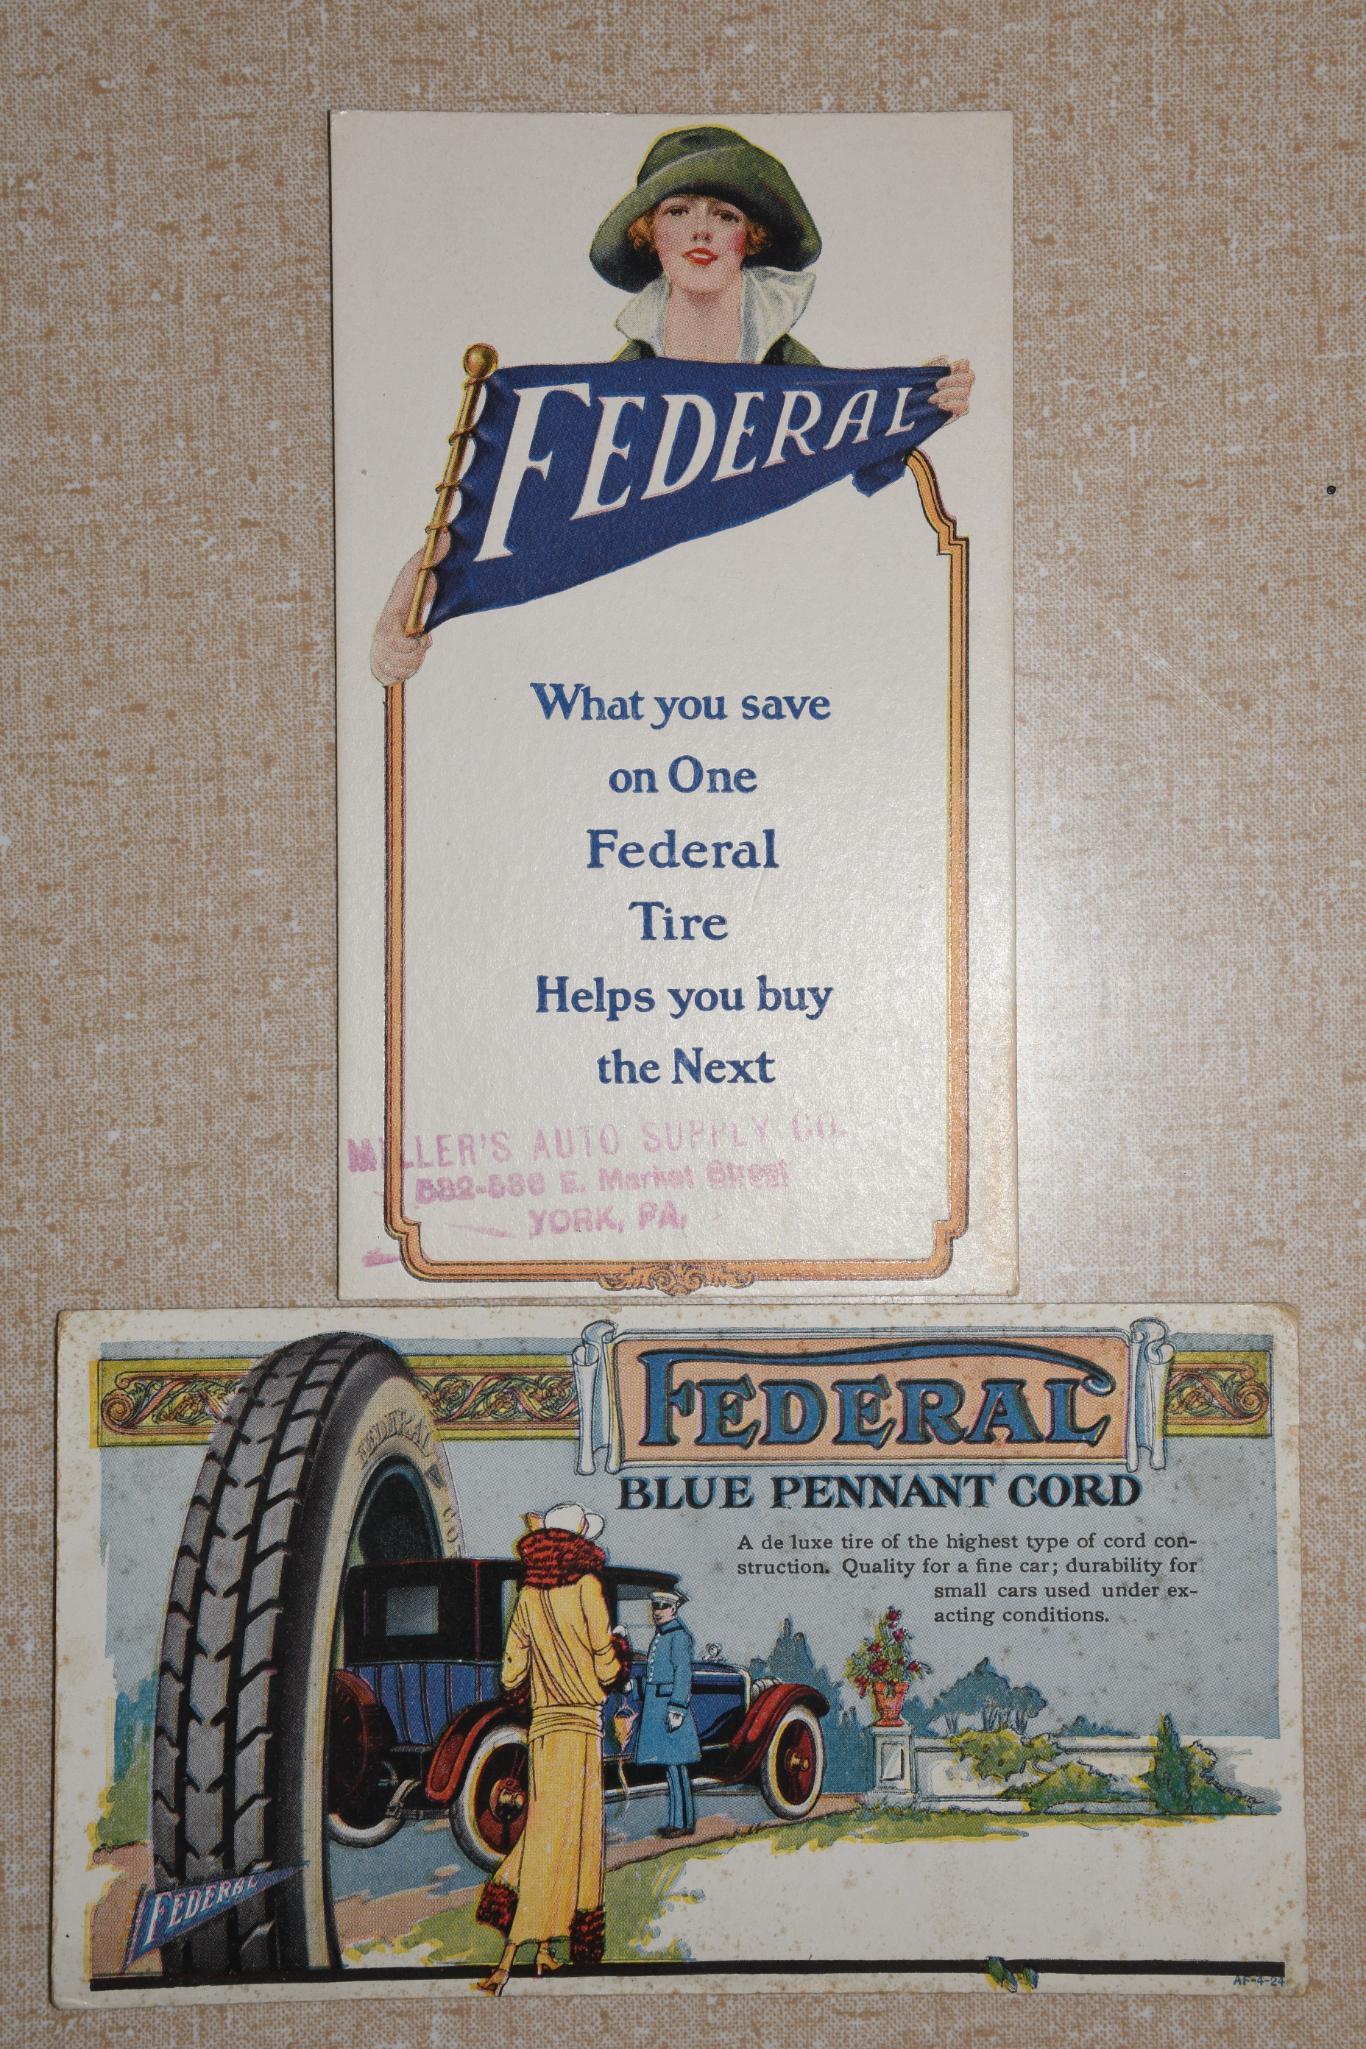 FEDERAL
What you save
on One
Federal
Tire
Helps you buy
the Next
MILLER'S AUTO SUPPLY CO.
E. Market Street
YORK, PA.
FEDERAL
BLUE PENNANT CORD
A de luxe tire of the highest type of cord con-
struction. Quality for a fine car; durability for
small cars used under ex-
acting conditions.
FEDERAL
CO
FEDERAL
AF-4-24